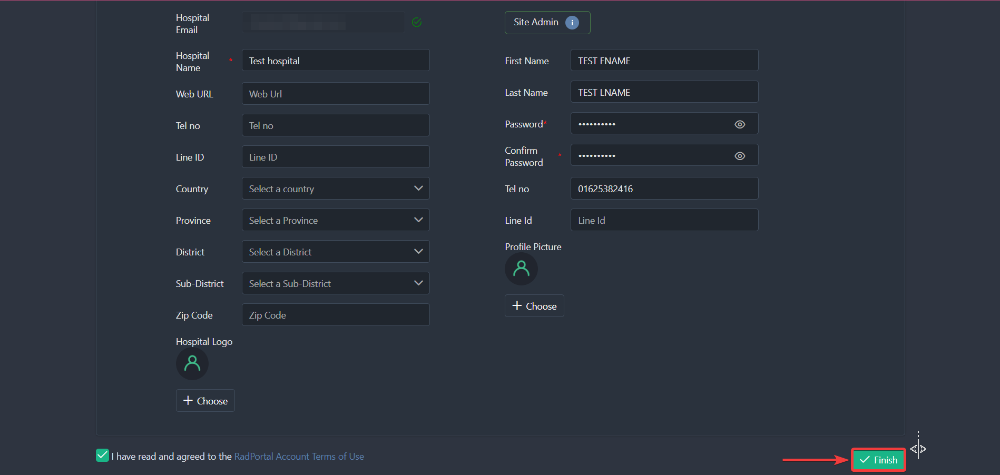 Hospital
Email
Hospital
Name *
Test hospital
Web URL
Web Url
Tel no
Tel no
Line ID
Line ID
Country
Select a country
Province
Select a Province
District
Select a District
Sub-District
Select a Sub-District
Zip Code
Zip Code
Hospital Logo
+ Choose
Site Admin i
First Name
TEST FNAME
Last Name
TEST LNAME
Password*
••••••••••
Confirm
Password *
••••••••••
Tel no
01625382416
Line Id
Line Id
Profile Picture
+ Choose
I have read and agreed to the RadPortal Account Terms of Use
Finish